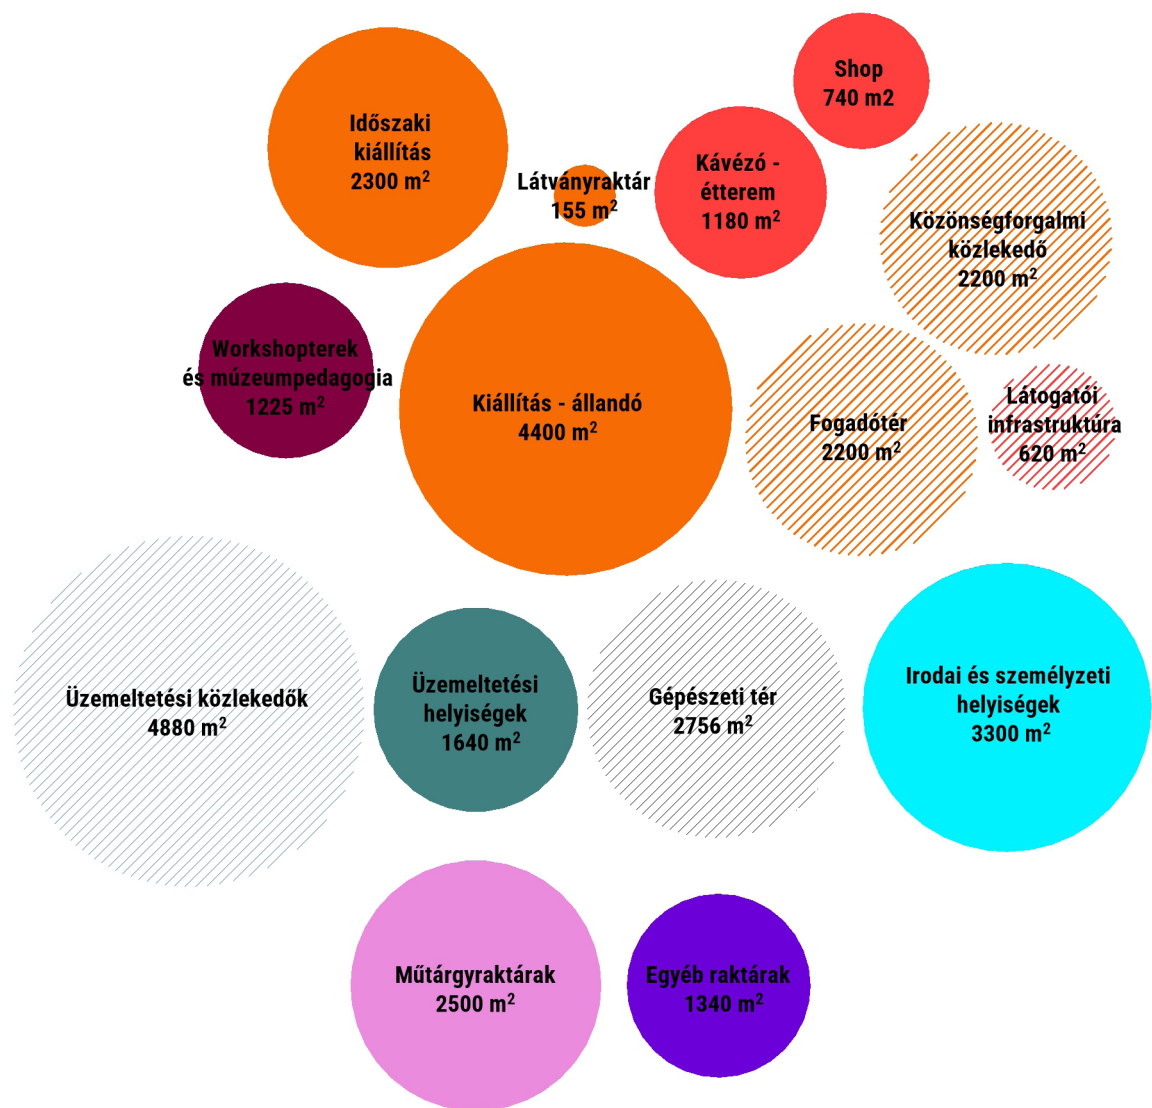 Shop
740 m2
Időszaki
kiállítás
2300 m²
Kávézó -
étterem
1180 m²
Látványraktár
155 m²
Közönségforgalmi
közlekedő
2200 m²
Workshopterek
és múzeumpedagogia
1225 m²
Kiállítás - állandó
4400 m²
Fogadótér
2200 m²
Látogatói
infrastruktúra
620 m²
Üzemeltetési közlekedők
4880 m²
Üzemeltetési
helyiségek
1640 m²
Gépészeti tér
2756 m²
Irodai és személyzeti
helyiségek
3300 m²
Műtárgyraktárak
2500 m²
Egyéb raktárak
1340 m²